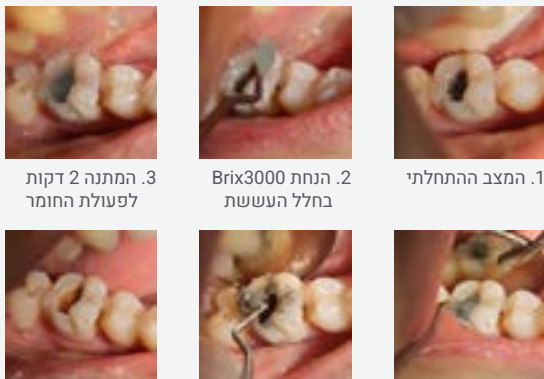 1. המצב ההתחלתי
2. הנחת Brix3000
בחלל העששת
3. המתנה 2 דקות
לפעולת החומר